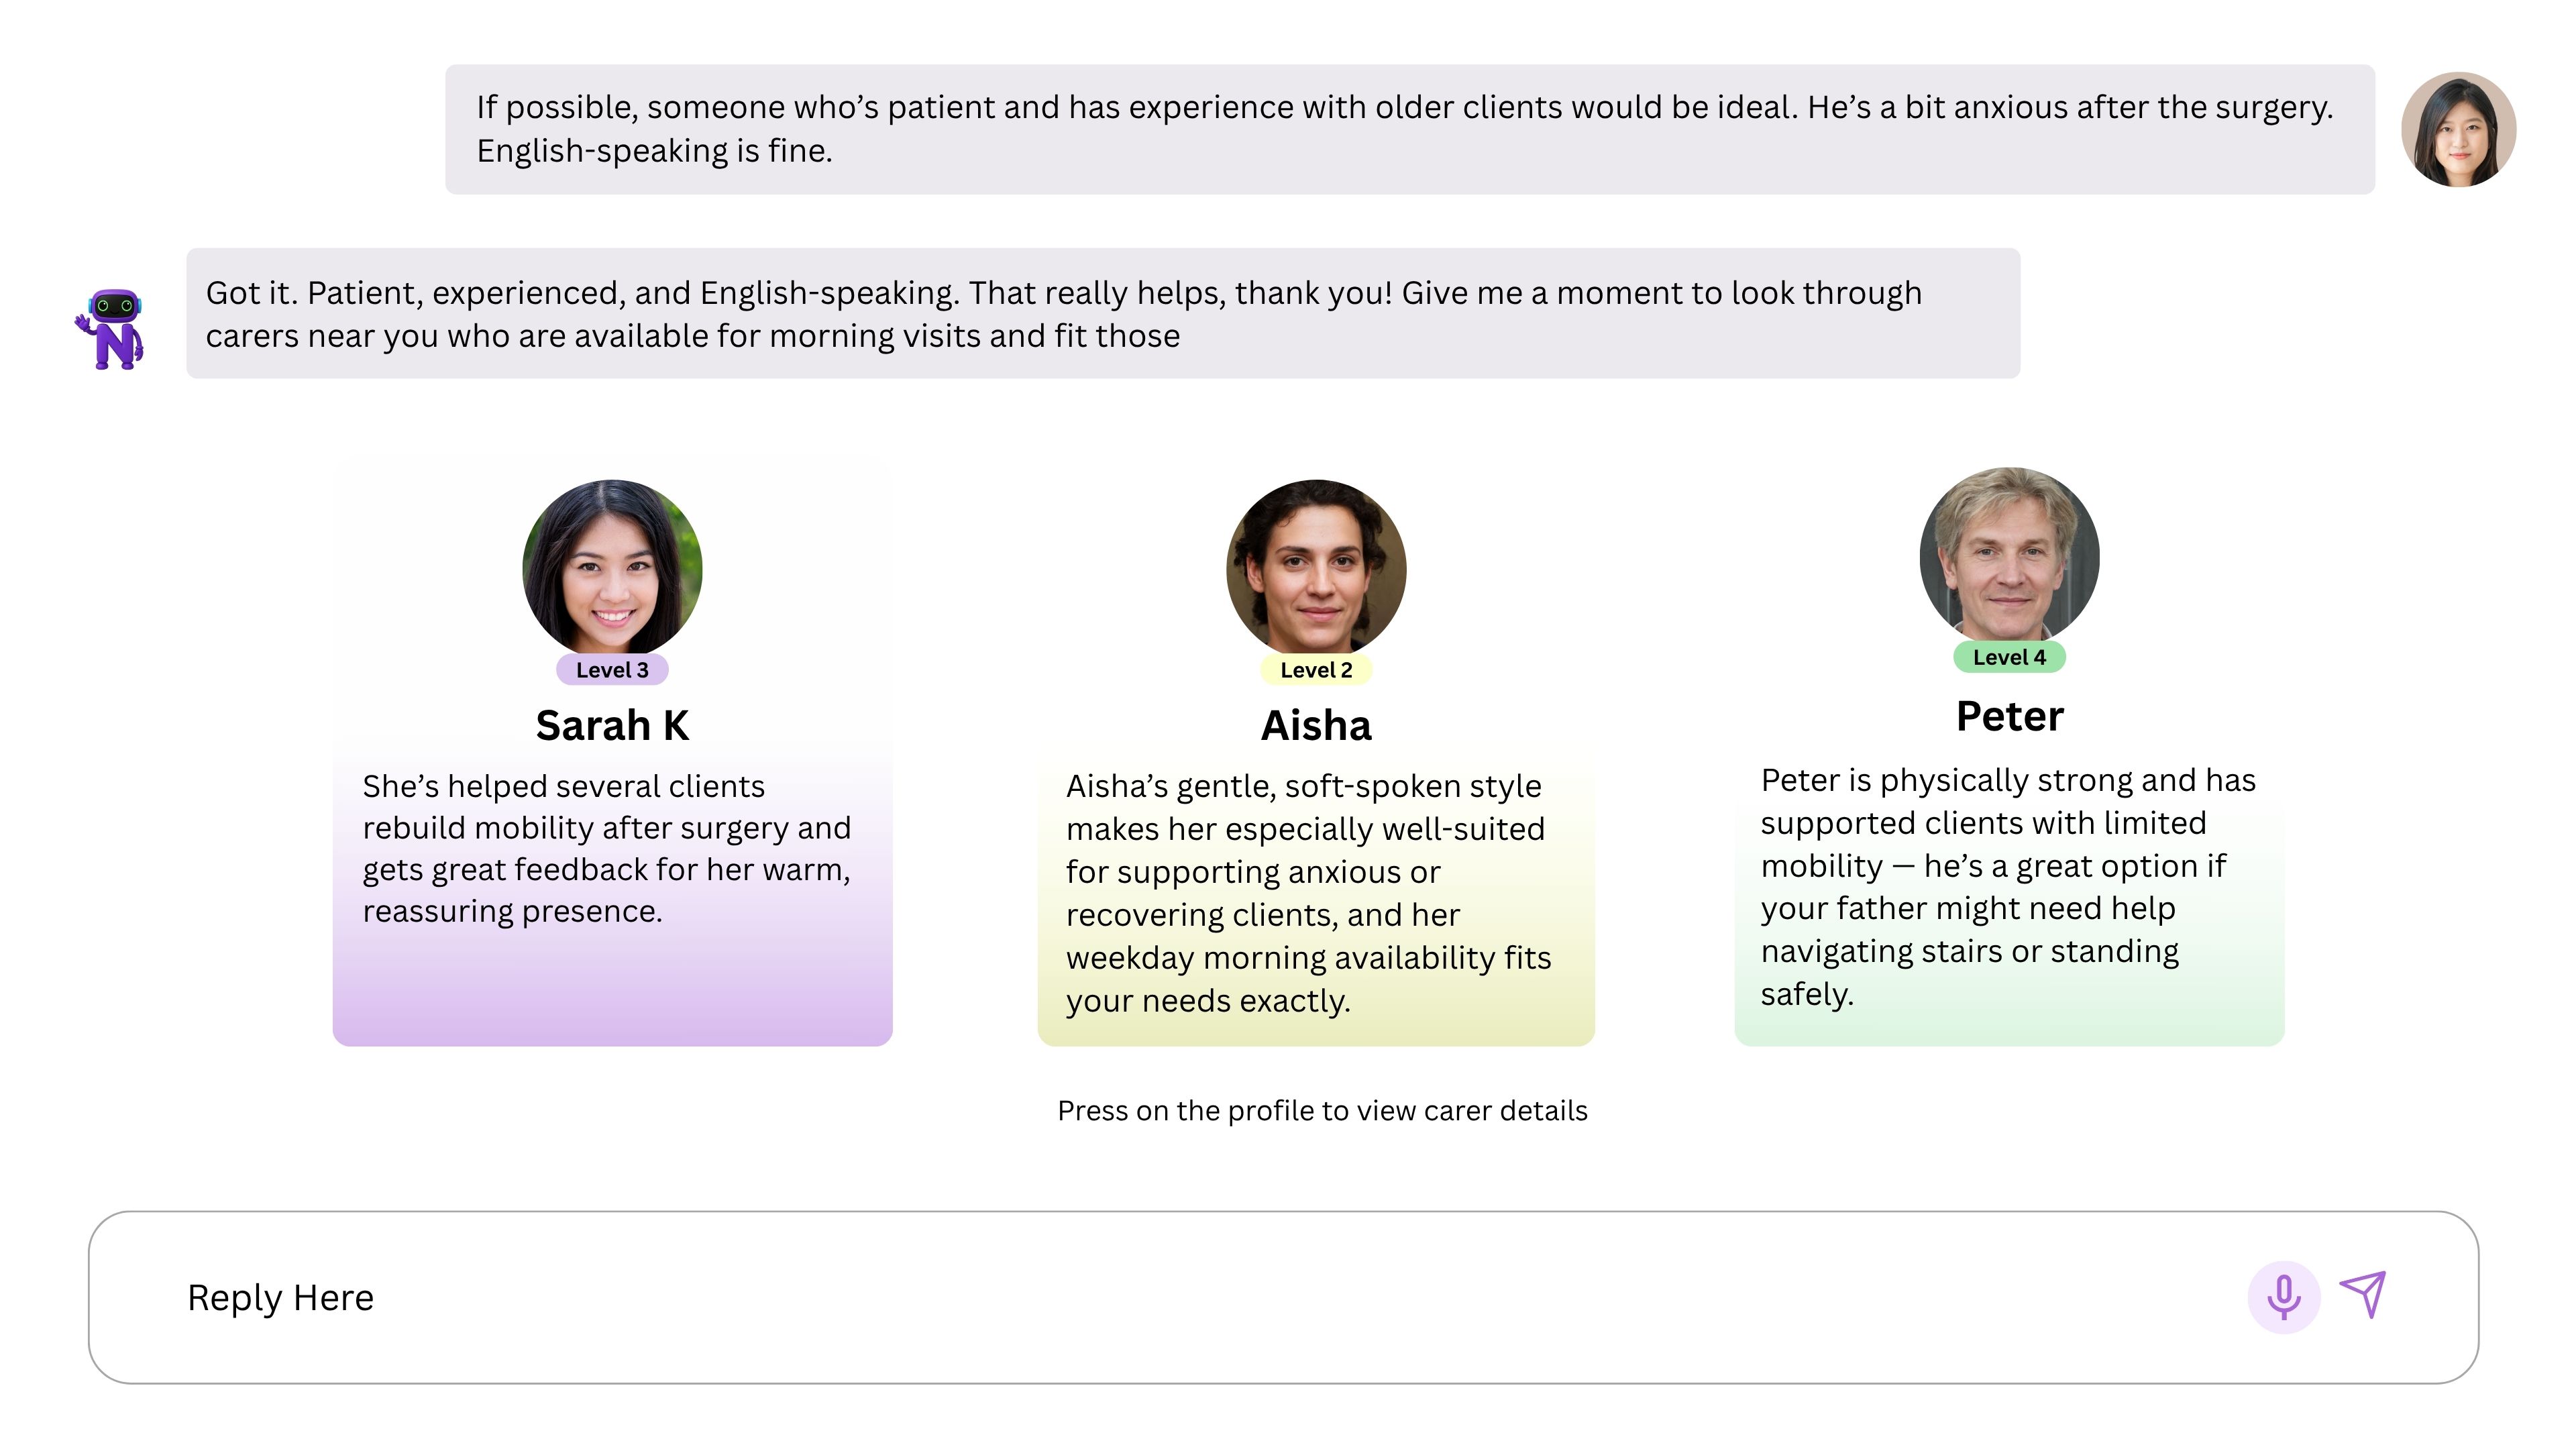 If possible, someone who’s patient and has experience with older clients would be ideal. He’s a bit anxious after the surgery.
English-speaking is fine.
Got it. Patient, experienced, and English-speaking. That really helps, thank you! Give me a moment to look through
carers near you who are available for morning visits and fit those
N
Level 3
Sarah K
She’s helped several clients
rebuild mobility after surgery and
gets great feedback for her warm,
reassuring presence.
Level 2
Aisha
Aisha’s gentle, soft-spoken style
makes her especially well-suited
for supporting anxious or
recovering clients, and her
weekday morning availability fits
your needs exactly.
Level 4
Peter
Peter is physically strong and has
supported clients with limited
mobility — he’s a great option if
your father might need help
navigating stairs or standing
safely.
Press on the profile to view carer details
Reply Here